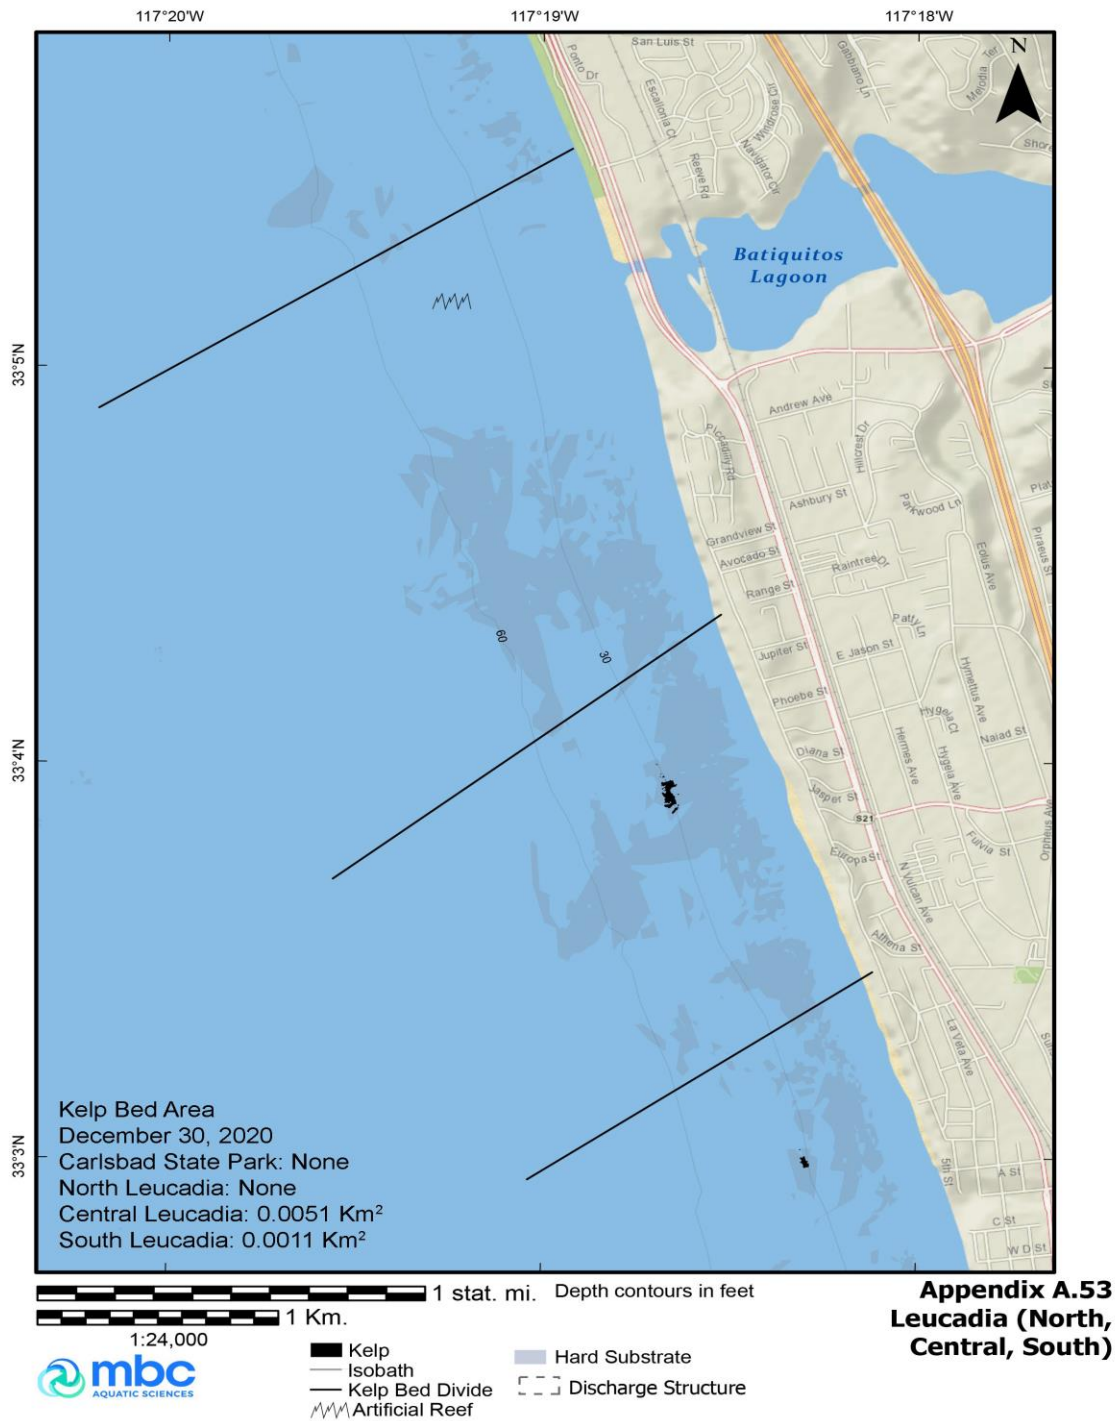 117°20'W
117°19'W
117°18'W
N
San Luis St
Ponto Dr
Escallonia Ct
Windrose Cir
Navigator Cir
Reeve Rd
Gabbiano Ln
Melodia Ter
Shore
Batiquitos
Lagoon
33°5'N
Andrew Ave
Piccadilly Rd
Hillcrest Dr
Ashbury St
Parkwood Ln
Plat
Piraeus St
Grandview St
Avocado St
Raintree Dr
Eolus Ave
Range St
Patty Ln
60
30
Jupiter St
E Jason St
Hymettus Ave
Phoebe St
Hygeia Ct
Naiad St
33°4'N
Diana St
Hermes Ave
Hygeia Ave
Jasper St
S21
Orpheus Ave
Fulvia St
Europa St
N Vulcan Ave
Athena St
La Veta Ave
33°3'N
5th St
A St
C St
W D St
Kelp Bed Area
December 30, 2020
Carlsbad State Park: None
North Leucadia: None
Central Leucadia: 0.0051 Km²
South Leucadia: 0.0011 Km²
1 stat. mi.
Depth contours in feet
1 Km.
1:24,000
Appendix A.53
Leucadia (North,
Central, South)
mbc
AQUATIC SCIENCES
Kelp
Isobath
Kelp Bed Divide
Artificial Reef
Hard Substrate
Discharge Structure